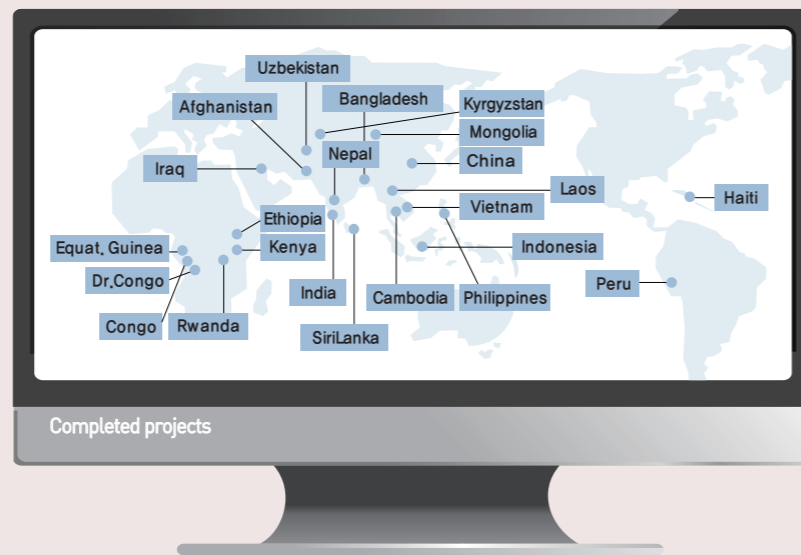 Uzbekistan
Bangladesh
Kyrgyzstan
Afghanistan
Mongolia
Nepal
China
Iraq
Laos
Haiti
Vietnam
Ethiopia
Equat. Guinea
Kenya
Indonesia
Dr.Congo
Peru
India
Cambodia
Philippines
Congo
Rwanda
SiriLanka
Completed projects